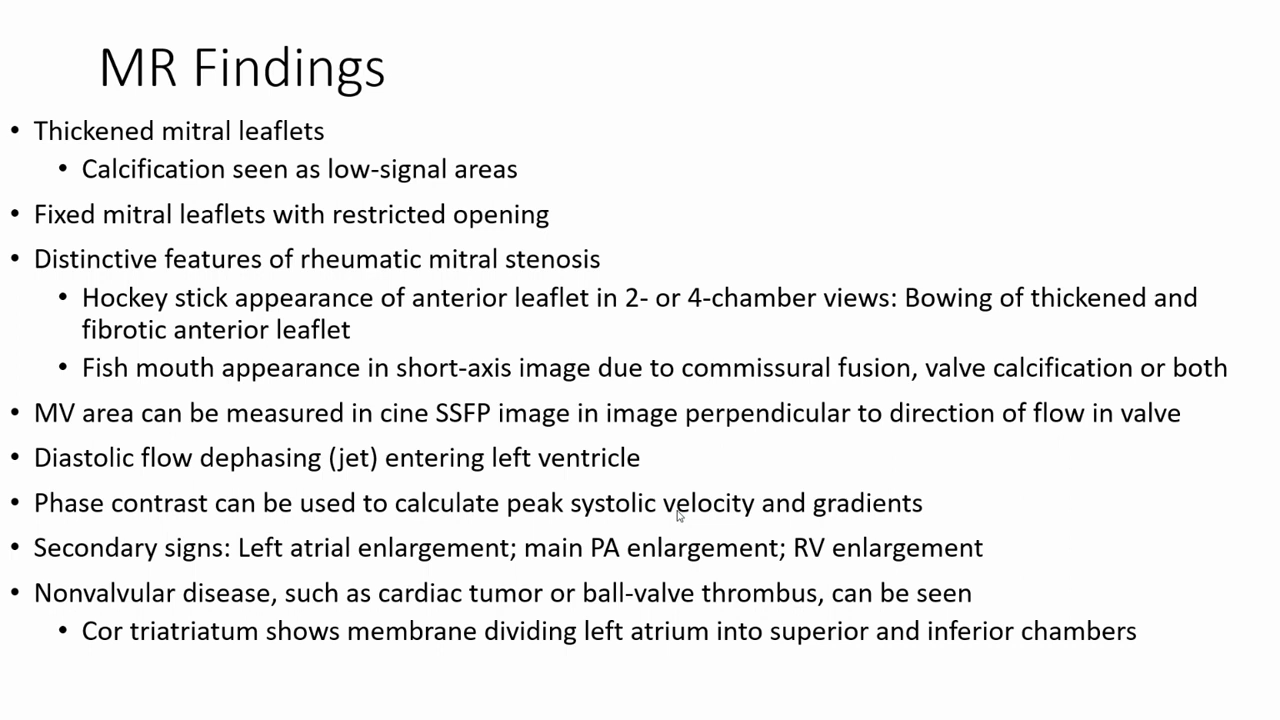 MR Findings
• Thickened mitral leaflets
• Calcification seen as low-signal areas
• Fixed mitral leaflets with restricted opening
• Distinctive features of rheumatic mitral stenosis
• Hockey stick appearance of anterior leaflet in 2- or 4-chamber views: Bowing of thickened and
fibrotic anterior leaflet
• Fish mouth appearance in short-axis image due to commissural fusion, valve calcification or both
• MV area can be measured in cine SSFP image in image perpendicular to direction of flow in valve
• Diastolic flow dephasing (jet) entering left ventricle
• Phase contrast can be used to calculate peak systolic velocity and gradients
• Secondary signs: Left atrial enlargement; main PA enlargement; RV enlargement
• Nonvalvular disease, such as cardiac tumor or ball-valve thrombus, can be seen
• Cor triatriatum shows membrane dividing left atrium into superior and inferior chambers